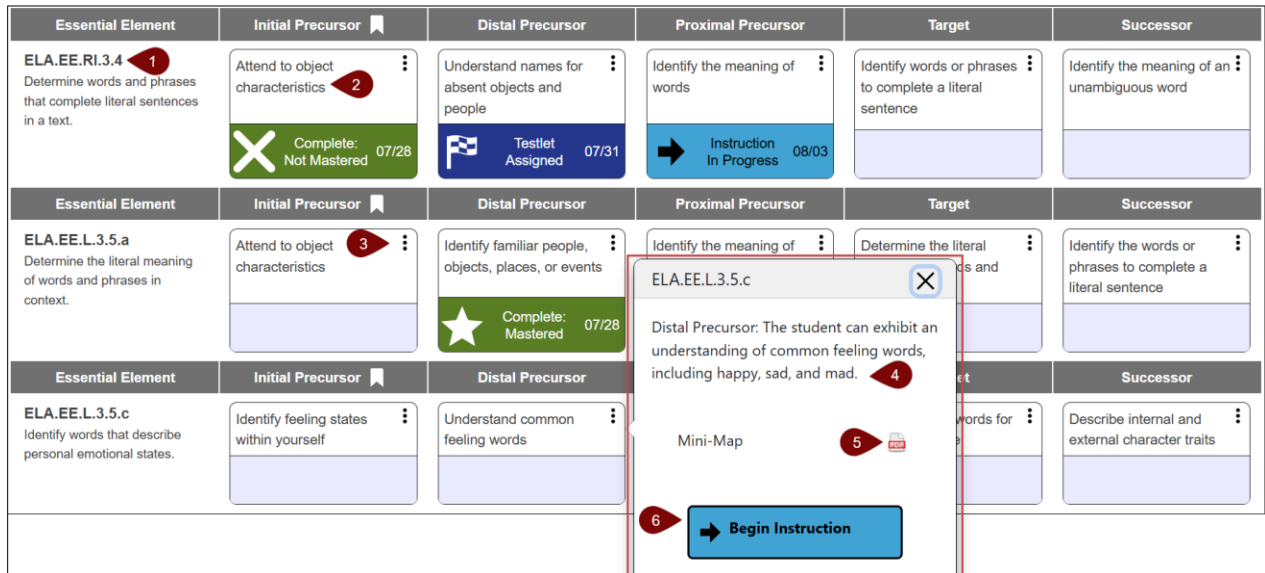 Essential Element Initial Precursor Distal Precursor Proximal Precursor Target Successor
ELA.EE.RI.3.4 1
Determine words and phrases
that complete literal sentences
in a text.
Attend to object
characteristics 2
Complete:
Not Mastered 07/28
Understand names for
absent objects and
people
Testlet
Assigned 07/31
Identify the meaning of
words
Instruction
In Progress 08/03
Identify words or phrases
to complete a literal
sentence
Identify the meaning of an
unambiguous word
Essential Element Initial Precursor Distal Precursor Proximal Precursor Target Successor
ELA.EE.L.3.5.a
Determine the literal meaning
of words and phrases in
context.
Attend to object 3
characteristics
Identify familiar people,
objects, places, or events
Complete:
Mastered 07/28
Identify the meaning of
Determine the literal
and
Identify the words or
phrases to complete a
literal sentence
Essential Element Initial Precursor Distal Precursor Successor
ELA.EE.L.3.5.c
Identify words that describe
personal emotional states.
Identify feeling states
within yourself
Understand common
feeling words
words for
Describe internal and
external character traits
ELA.EE.L.3.5.c
Distal Precursor: The student can exhibit an
understanding of common feeling words,
including happy, sad, and mad. 4
Mini-Map 5 PDF
6 Begin Instruction